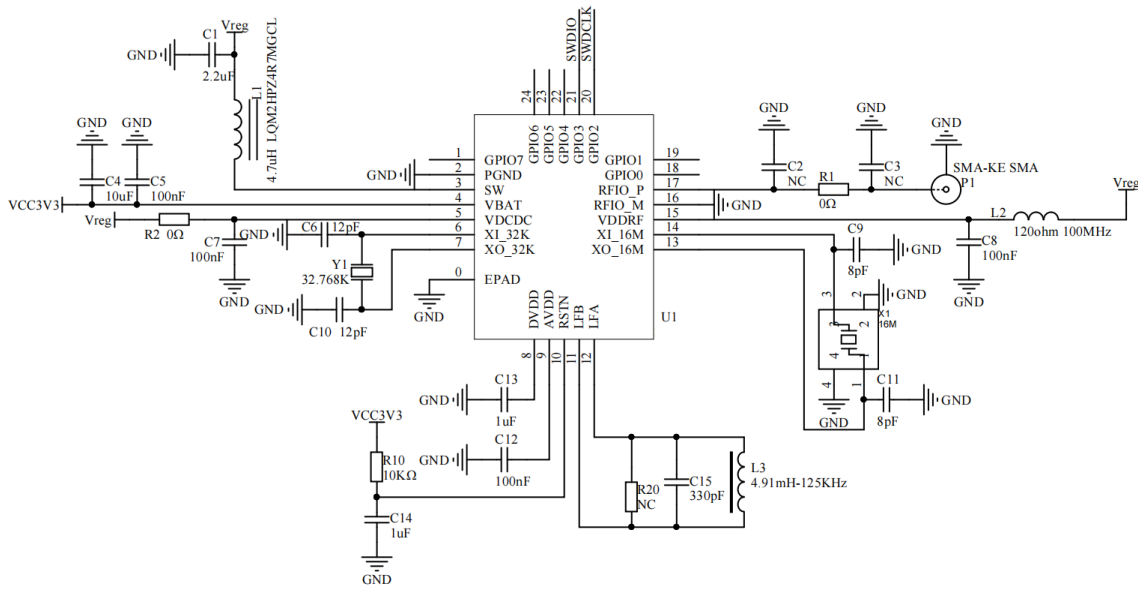 C1
Vreg
GND
2.2uF
L1
4.7uH LQM2HPZ4R7MGCL
SWDIO
SWDCLK
24
23
22
21
20
GPIO6
GPIO5
GPIO4
GPIO3
GPIO2
GND
GND
C4
10uF
C5
100nF
VCC3V3
Vreg
R2 0Ω
C7
100nF
GND
GND
C6
12pF
Y1
32.768K
GND
C10 12pF
GND
1
2
3
4
5
6
7
0
GPIO7
PGND
SW
VBAT
VDCDC
XI_32K
XO_32K
EPAD
GND
GPIO1
GPIO0
RFIO_P
RFIO_M
VDDRF
XI_16M
XO_16M
19
18
17
16
15
14
13
U1
DVDD
AVDD
RSTN
LFB
LFA
8
9
10
11
12
GND
C2
NC
GND
C3
NC
R1
0Ω
GND
SMA-KE SMA
P1
GND
Vreg
L2
120ohm 100MHz
C8
100nF
GND
C9
8pF
GND
3
2
GND
X1
16M
3
2
4
1
4
1
GND
C11
8pF
GND
C13
GND
1uF
C12
GND
100nF
VCC3V3
R10
10KΩ
C14
1uF
GND
R20
NC
C15
330pF
L3
4.91mH-125KHz